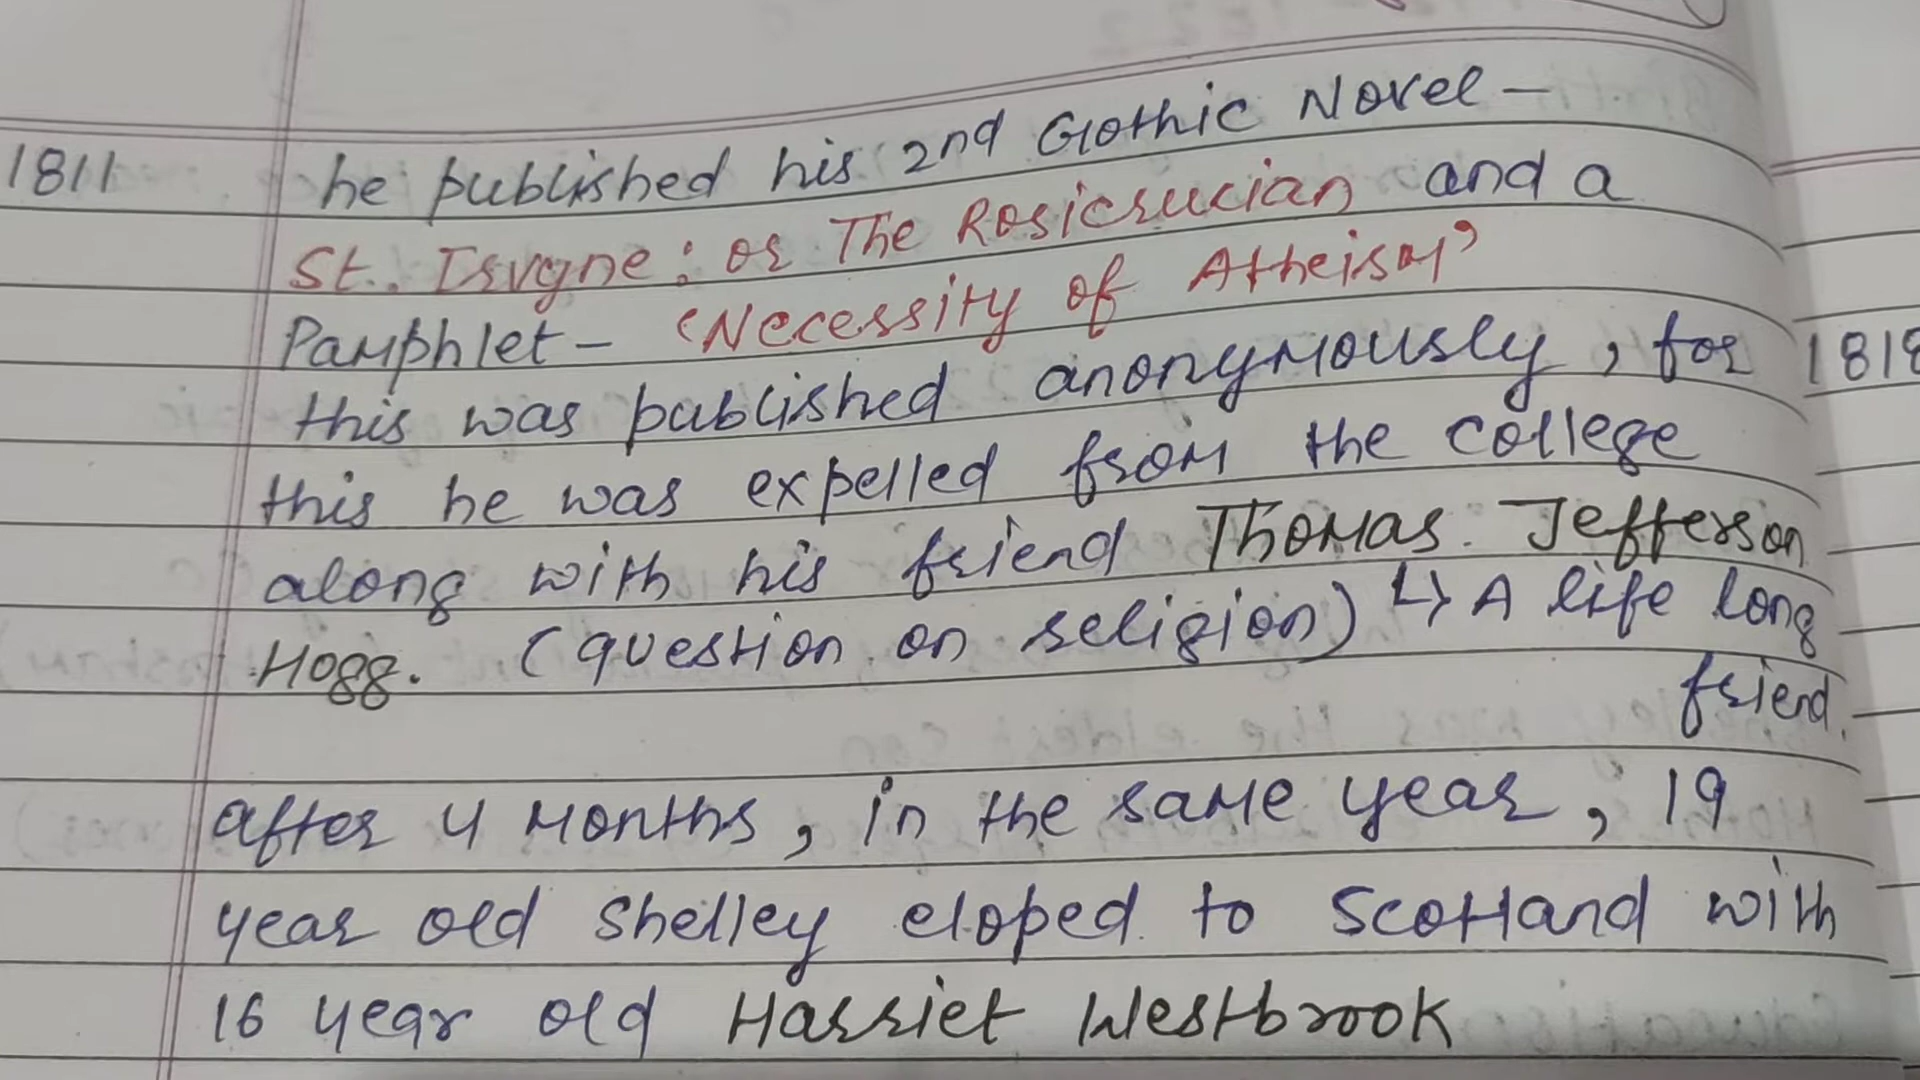 1811 he published his 2nd Gothic Novel –
St. Irvyne: or The Rosicrucian and a
Pamphlet – 'Necessity of Atheism'
this was published anonymously, for
this he was expelled from the college
along with his friend Thomas Jefferson
Hogg. (question on religion) ↳ A life long
friend.
after 4 months, in the same year, 19
year old Shelley eloped to Scotland with
16 year old Harriet Westbrook